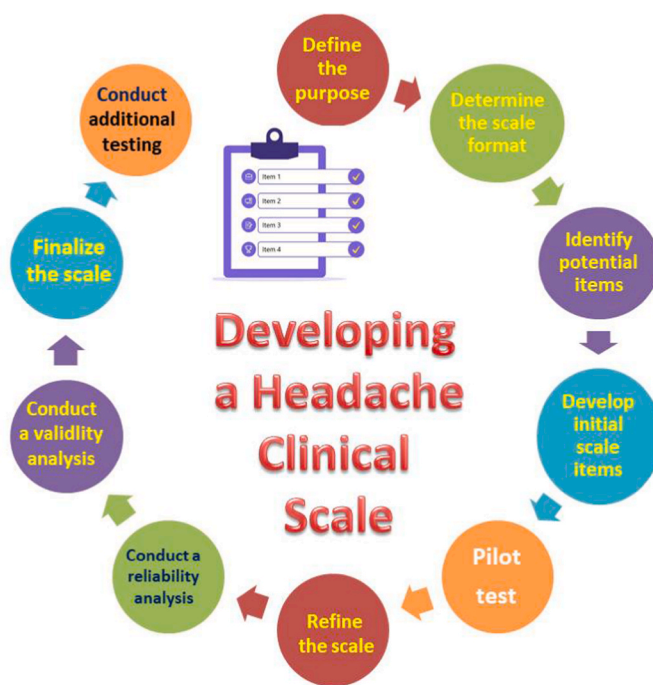 Define
the
purpose
Determine
the scale
format
Identify
potential
items
Develop
initial
scale
items
Pilot
test
Refine
the scale
Conduct a
reliability
analysis
Conduct
a validlity
analysis
Finalize
the scale
Conduct
additional
testing
Item 1
Item 2
Item 3
Item 4
Developing
a Headache
Clinical
Scale